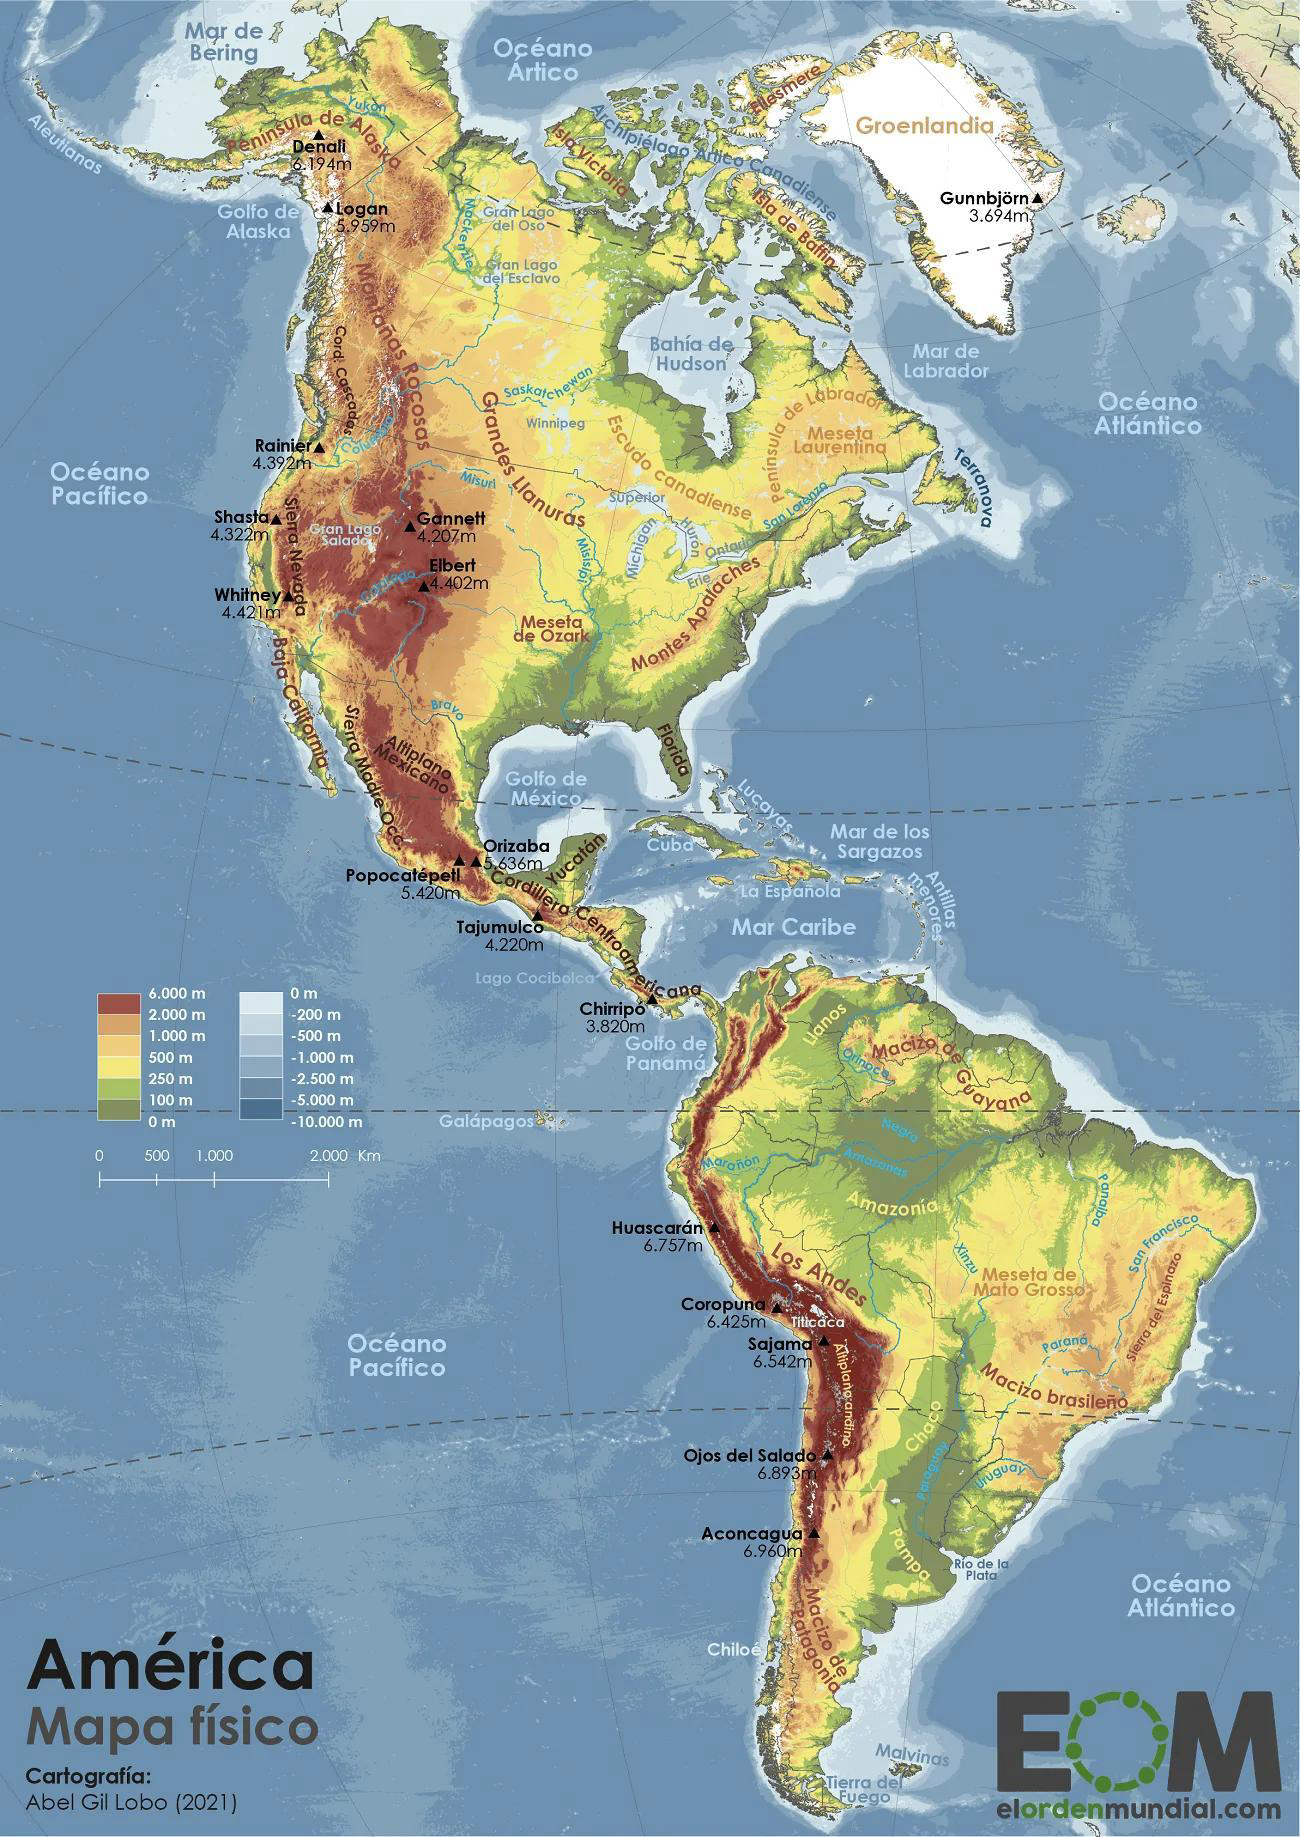 Mar de
Bering
Océano
Ártico
Ellesmere
Groenlandia
Aleutianas
Yukón
Península de Alaska
Denali
6.194m
Isla Victoria
Archipiélago Ártico Canadiense
Isla de Baffin
Gunnbjörn
3.694m
Golfo de
Alaska
Logan
5.959m
Mackenzie
Gran Lago
del Oso
Gran Lago
del Esclavo
Montañas Rocosas
Cord. Cascadas
Bahía de
Hudson
Mar de
Labrador
Saskatchewan
Winnipeg
Grandes Llanuras
Escudo canadiense
Península de Labrador
Meseta
Laurentina
Océano
Atlántico
Rainier
4.392m
Océano
Pacífico
Misuri
Superior
San Lorenzo
Terranova
Shasta
4.322m
Sierra Nevada
Gran Lago
Salado
Gannett
4.207m
Misisipi
Michigan
Hurón
Ontario
Erie
Elbert
4.402m
Whitney
4.421m
Meseta
de Ozark
Montes Apalaches
Baja California
Bravo
Sierra Madre Occ.
Altiplano
Mexicano
Florida
Golfo de
México
Lucayas
Mar de los
Sargazos
Cuba
Orizaba
5.636m
Yucatán
Popocatépetl
5.420m
Cordillera Centroamericana
La Española
Antillas
menores
Tajumulco
4.220m
Mar Caribe
Lago Cocibolca
Chirripó
3.820m
Golfo de
Panamá
6.000 m
2.000 m
1.000 m
500 m
250 m
100 m
0 m
0 m
-200 m
-500 m
-1.000 m
-2.500 m
-5.000 m
-10.000 m
0 500 1.000 2.000 Km
Llanos
Orinoco
Macizo de
Guayana
Galápagos
Negro
Marañón
Amazonas
Amazonía
Ranaiba
San Francisco
Huascarán
6.757m
Los Andes
Xinzu
Meseta de
Mato Grosso
Sierra del Espinazo
Coropuna
6.425m
Titicaca
Sajama
6.542m
Altiplano andino
Océano
Pacífico
Paraná
Macizo brasileño
Chaco
Ojos del Salado
6.893m
Paraguay
Uruguay
Aconcagua
6.960m
Pampa
Río de la
Plata
Océano
Atlántico
Chiloé
Macizo de
Patagonia
Malvinas
Tierra del
Fuego
América
Mapa físico
Cartografía:
Abel Gil Lobo (2021)
EOM
elordenmundial.com